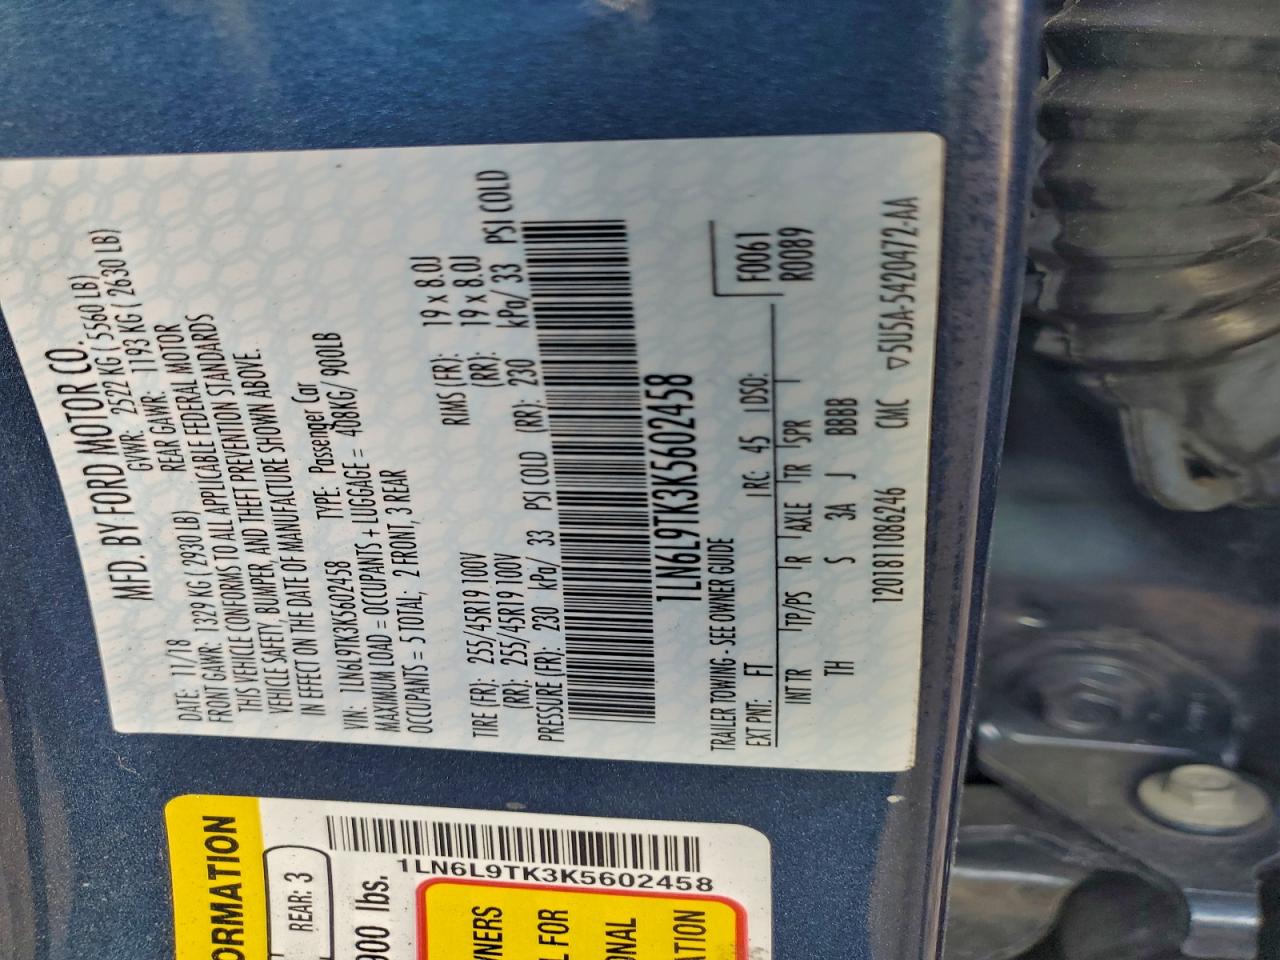 MFD. BY FORD MOTOR CO.
DATE: 11/18 GVWR: 2522 KG ( 5560 LB)
FRONT GAWR: 1329 KG ( 2930 LB) REAR GAWR: 1193 KG ( 2630 LB)
THIS VEHICLE CONFORMS TO ALL APPLICABLE FEDERAL MOTOR
VEHICLE SAFETY, BUMPER, AND THEFT PREVENTION STANDARDS
IN EFFECT ON THE DATE OF MANUFACTURE SHOWN ABOVE.
VIN: 1LN6L9TK3K5602458 TYPE: Passenger Car
MAXIMUM LOAD = OCCUPANTS + LUGGAGE = 408KG/ 900LB
OCCUPANTS = 5 TOTAL, 2 FRONT, 3 REAR
TIRE (FR): 255/45R19 100V RIMS (FR): 19 x 8.0J
(RR): 255/45R19 100V (RR): 19 x 8.0J
PRESSURE (FR): 230 kPa/ 33 PSI COLD (RR): 230 kPa/ 33 PSI COLD
1LN6L9TK3K5602458
TRAILER TOWING - SEE OWNER GUIDE
EXT PNT: FT RC: 45 DSO: F0061
INT TR TP/PS R AXLE TR SPR R0089
TH S 3A J BBBB
1201811086246 CMC ▽5U5A-5420472-AA
ORMATION
REAR: 3
900 lbs.
1LN6L9TK3K5602458
WNERS
L FOR
ONAL
ATION